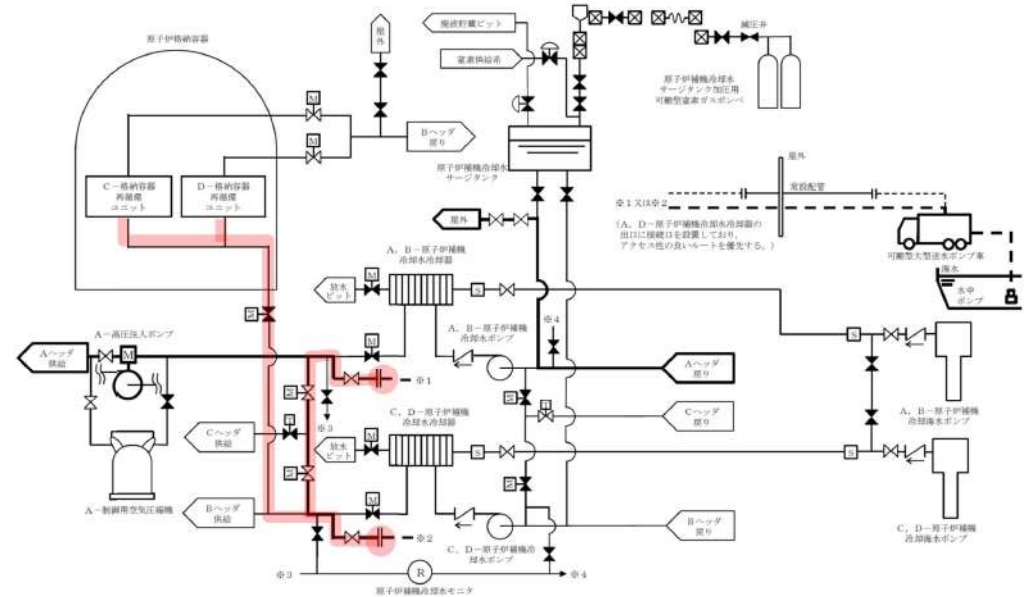 原子炉格納容器
屋外
廃液貯蔵ピット
窒素供給系
減圧弁
原子炉補機冷却水
サージタンク加圧用
可搬型窒素ガスボンベ
M
M
Bヘッダ
戻り
原子炉補機冷却水
サージタンク
C-格納容器
再循環
ユニット
D-格納容器
再循環
ユニット
屋外
屋外
常設配管
※1又は※2
(A,D-原子炉補機冷却水冷却器の
出口に接続口を設置しており、
アクセス性の良いルートを優先する。)
可搬型大型送水ポンプ車
海水
水中
ポンプ
A,B-原子炉補機
冷却水冷却器
放水
ピット
M
S
M
A-高圧注入ポンプ
Aヘッダ
供給
M
M
※1
A,B-原子炉補機
冷却水ポンプ
※4
Aヘッダ
戻り
S
A,B-原子炉補機
冷却海水ポンプ
M
※3
C,D-原子炉補機
冷却水冷却器
M
Cヘッダ
戻り
Cヘッダ
供給
放水
ピット
M
S
S
M
M
A-制御用空気圧縮機
Bヘッダ
供給
M
※2
C,D-原子炉補機冷
却水ポンプ
Bヘッダ
戻り
C,D-原子炉補機
冷却海水ポンプ
※3
R
※4
原子炉補機冷却水モニタ